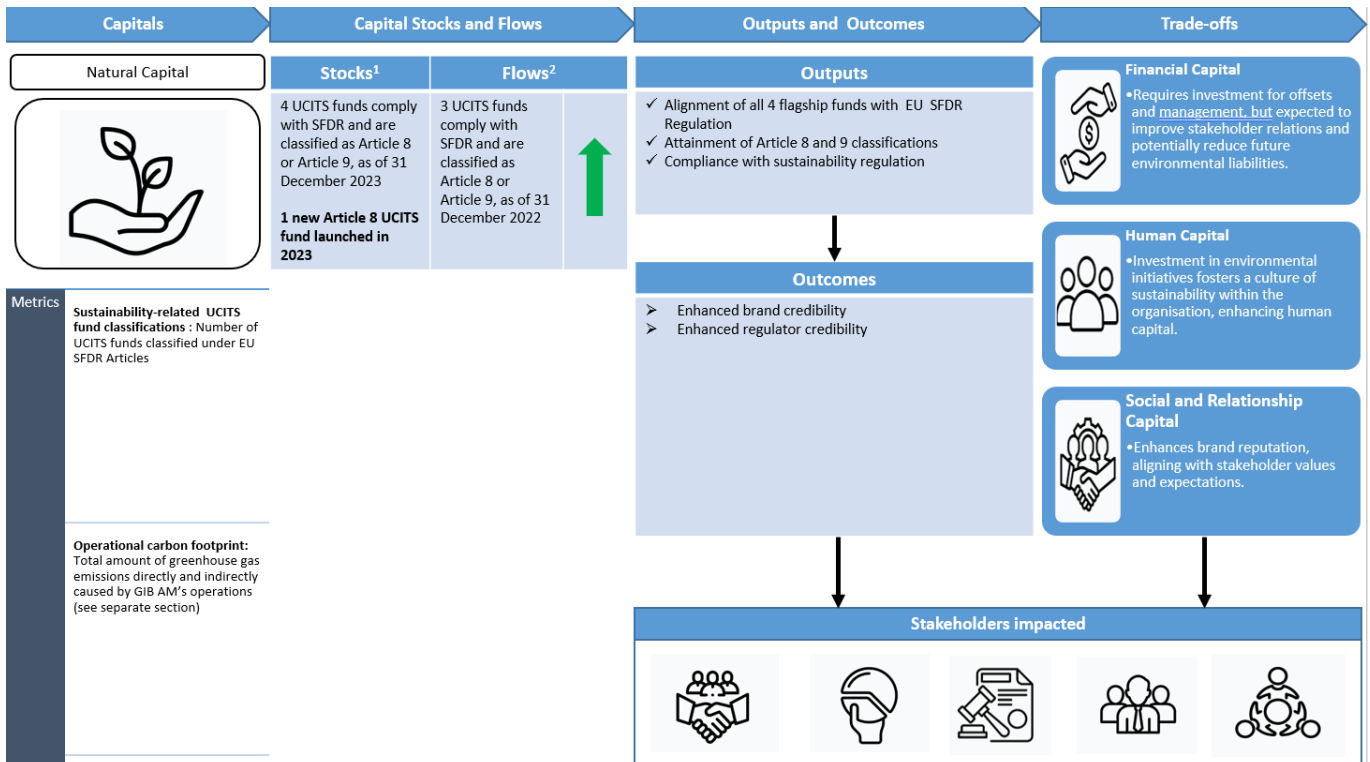 Capitals
Capital Stocks and Flows
Outputs and Outcomes
Trade-offs
Natural Capital
Stocks1
Flows2
4 UCITS funds comply
with SFDR and are
classified as Article 8
or Article 9, as of 31
December 2023
1 new Article 8 UCITS
fund launched in
2023
3 UCITS funds
comply with
SFDR and are
classified as
Article 8 or
Article 9, as of 31
December 2022
Outputs
✓ Alignment of all 4 flagship funds with EU SFDR
Regulation
✓ Attainment of Article 8 and 9 classifications
✓ Compliance with sustainability regulation
Outcomes
➢ Enhanced brand credibility
➢ Enhanced regulator credibility
Financial Capital
•Requires investment for offsets
and management, but expected to
improve stakeholder relations and
potentially reduce future
environmental liabilities.
Human Capital
•Investment in environmental
initiatives fosters a culture of
sustainability within the
organisation, enhancing human
capital.
Social and Relationship
Capital
•Enhances brand reputation,
aligning with stakeholder values
and expectations.
Metrics
Sustainability-related UCITS
fund classifications : Number of
UCITS funds classified under EU
SFDR Articles
Operational carbon footprint:
Total amount of greenhouse gas
emissions directly and indirectly
caused by GIB AM's operations
(see separate section)
Stakeholders impacted